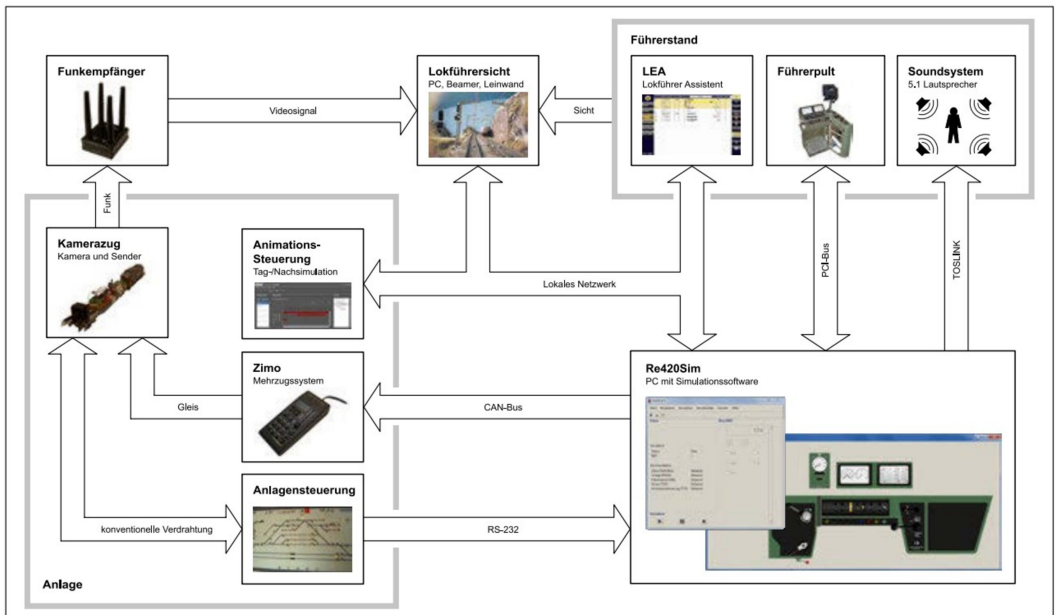 Führerstand
Funkempfänger
Lokführersicht
PC, Beamer, Leinwand
LEA
Lokführer Assistent
Führerpult
Soundsystem
5.1 Lautsprecher
Videosignal
Sicht
Funk
Kamerazug
Kamera und Sender
Animations-
Steuerung
Tag-/Nachsimulation
Lokales Netzwerk
PCI-Bus
TOSLINK
Zimo
Mehrzugssystem
Gleis
CAN-Bus
Re420Sim
PC mit Simulationssoftware
Anlagensteuerung
konventionelle Verdrahtung
RS-232
Anlage